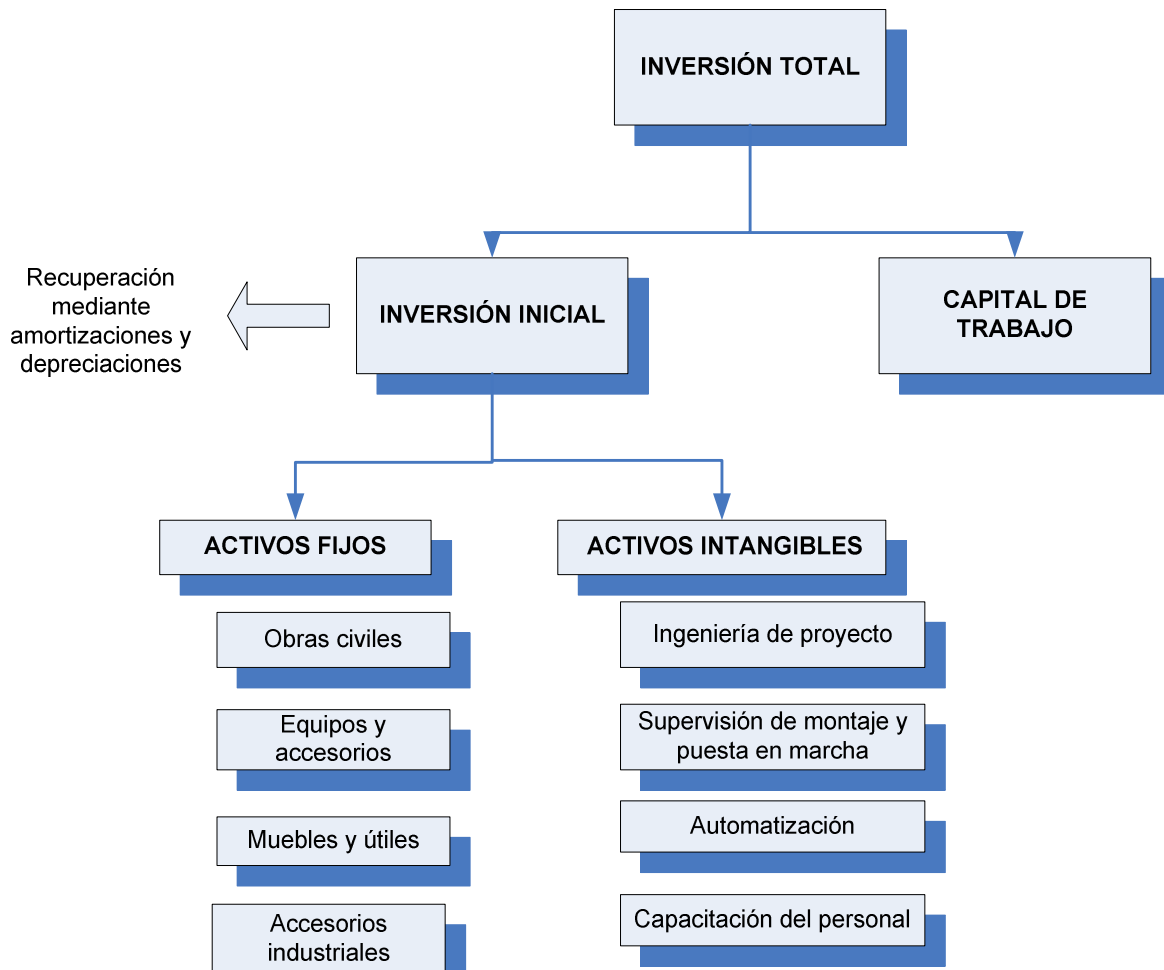 INVERSIÓN TOTAL
Recuperación
mediante
amortizaciones y
depreciaciones
INVERSIÓN INICIAL
CAPITAL DE
TRABAJO
ACTIVOS FIJOS
Obras civiles
Equipos y
accesorios
Muebles y útiles
Accesorios
industriales
ACTIVOS INTANGIBLES
Ingeniería de proyecto
Supervisión de montaje y
puesta en marcha
Automatización
Capacitación del personal